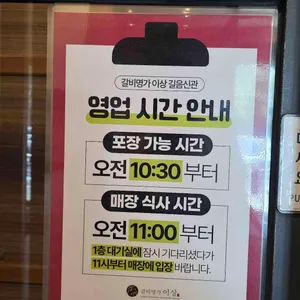 갈비명가 이상 길음신관
영업 시간 안내
포장 가능 시간
오전 10:30 부터
매장 식사 시간
오전 11:00 부터
1층 대기실에 잠시 기다리셨다가
11시부터 매장에 입장 바랍니다.
갈비명가 이상